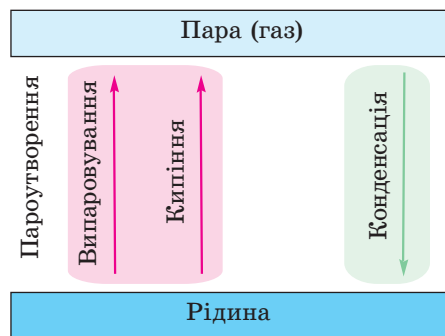 Пара (газ)
Пароутворення
Випаровування
Кипіння
Конденсація
Рідина